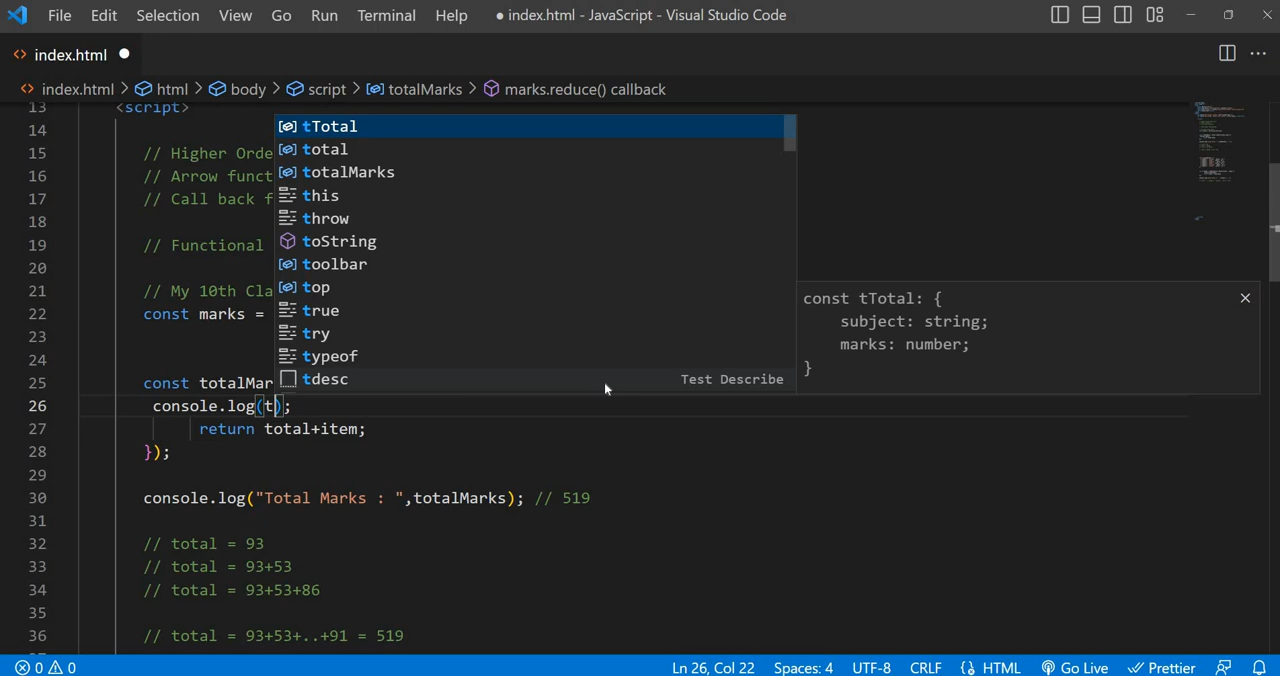 File Edit Selection View Go Run Terminal Help ● index.html - JavaScript - Visual Studio Code
<> index.html ●
<> index.html > html > body > script > totalMarks > marks.reduce() callback
13 <script>
14
15 // Higher Orde
16 // Arrow funct
17 // Call back f
18
19 // Functional
20
21 // My 10th Cla
22 const marks =
23
24
25 const totalMar
26 console.log(t);
27 return total+item;
28 });
29
30 console.log("Total Marks : ",totalMarks); // 519
31
32 // total = 93
33 // total = 93+53
34 // total = 93+53+86
35
36 // total = 93+53+..+91 = 519
tTotal
total
totalMarks
this
throw
toString
toolbar
top
true
try
typeof
tdesc Test Describe
const tTotal: {
subject: string;
marks: number;
}
0 0 Ln 26, Col 22 Spaces: 4 UTF-8 CRLF {} HTML Go Live Prettier